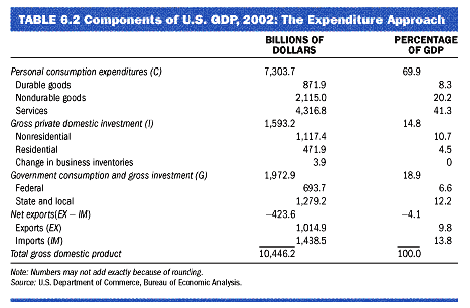 TABLE 6.2 Components of U.S. GDP, 2002: The Expenditure Approach
BILLIONS OF DOLLARS PERCENTAGE OF GDP
Personal consumption expenditures (C) 7,303.7 69.9
Durable goods 871.9 8.3
Nondurable goods 2,115.0 20.2
Services 4,316.8 41.3
Gross private domestic investment (I) 1,593.2 14.8
Nonresidential 1,117.4 10.7
Residential 471.9 4.5
Change in business inventories 3.9 0
Government consumption and gross investment (G) 1,972.9 18.9
Federal 693.7 6.6
State and local 1,279.2 12.2
Net exports(EX – IM) –423.6 –4.1
Exports (EX) 1,014.9 9.8
Imports (IM) 1,438.5 13.8
Total gross domestic product 10,446.2 100.0
Note: Numbers may not add exactly because of rounding.
Source: U.S. Department of Commerce, Bureau of Economic Analysis.